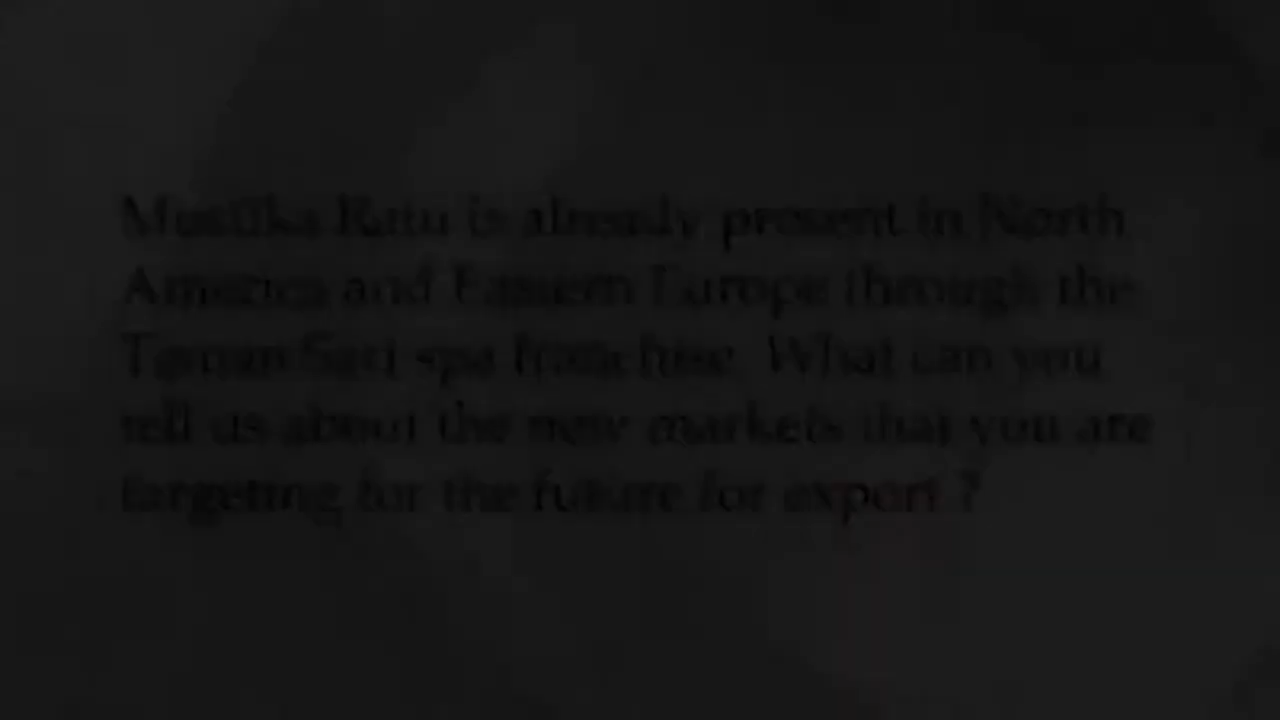 Mustika Ratu is already present in North
America and Eastern Europe through the
Taman Sari spa franchise. What can you
tell us about the new markets that you are
targeting for the future for export ?